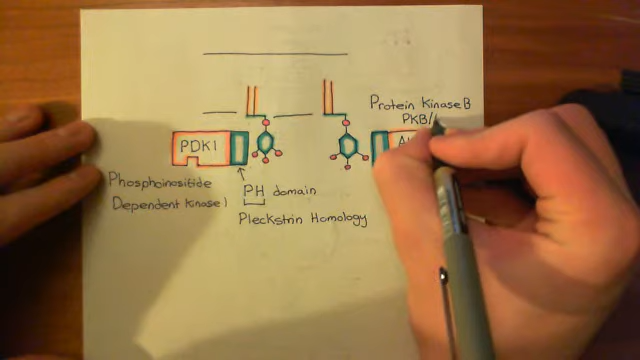 Protein Kinase B
PKB/
PDK1
Phosphoinositide
Dependent Kinase 1
PH domain
Pleckstrin Homology